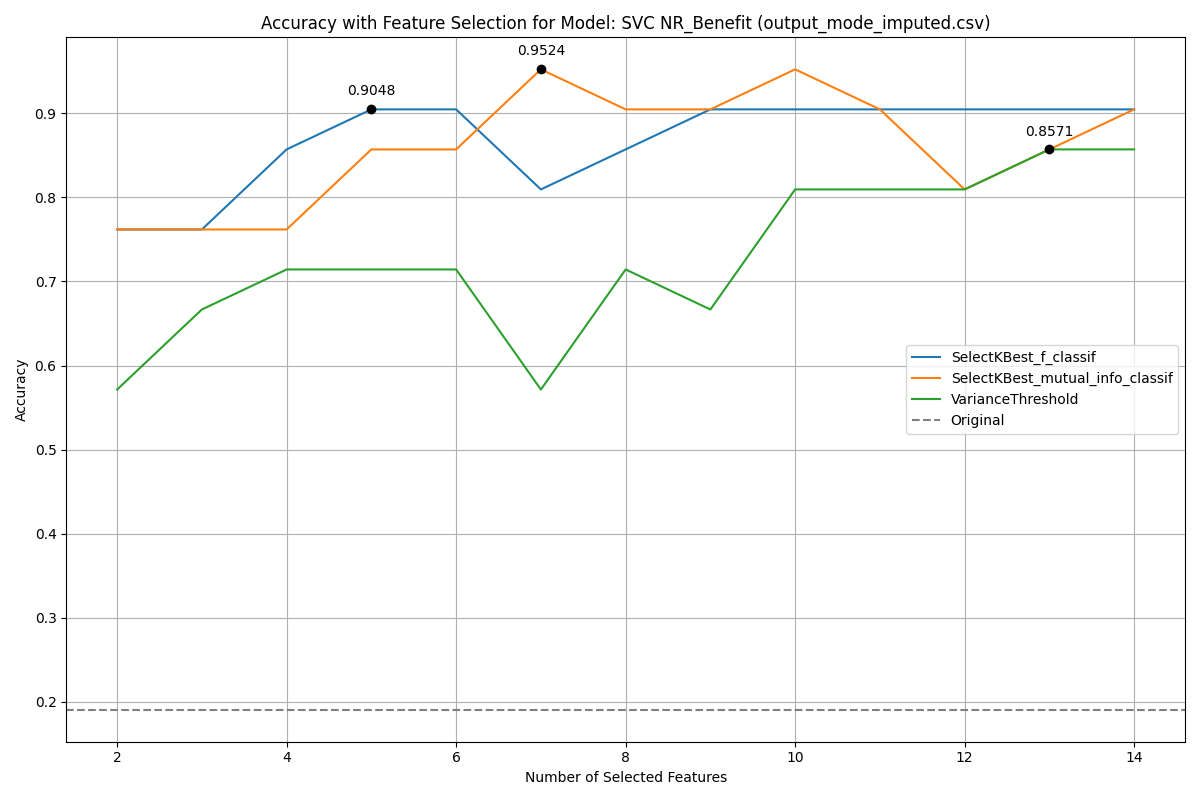 Accuracy with Feature Selection for Model: SVC NR_Benefit (output_mode_imputed.csv)
0.9524
0.9048
0.8571
0.9
0.8
0.7
0.6
0.5
0.4
0.3
0.2
Accuracy
SelectKBest_f_classif
SelectKBest_mutual_info_classif
VarianceThreshold
Original
2 4 6 8 10 12 14
Number of Selected Features